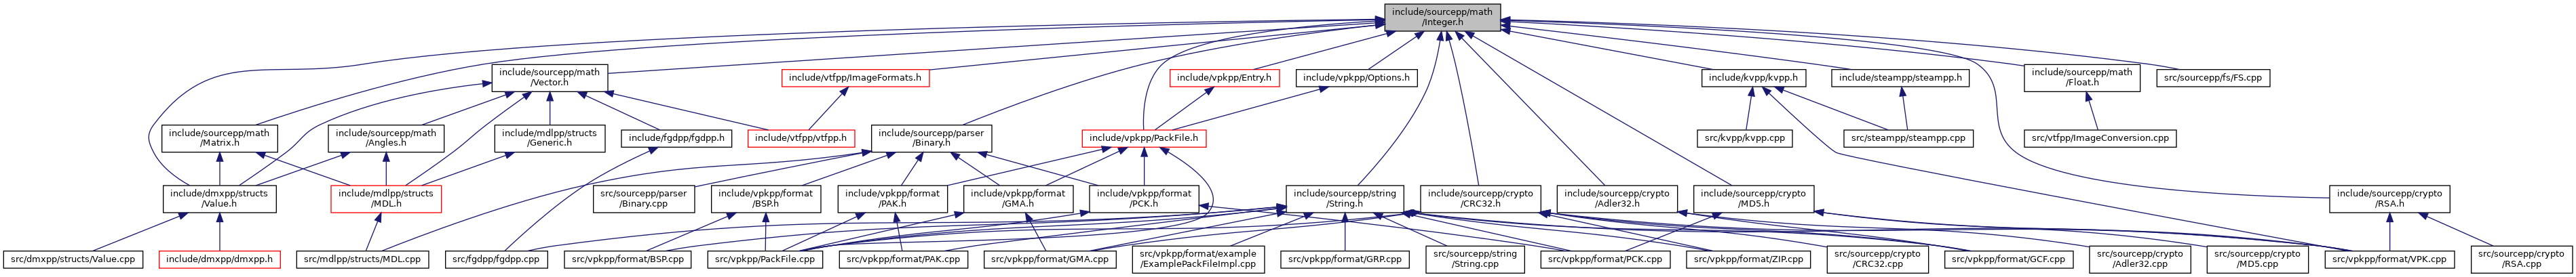 include/sourcepp/math
/Integer.h
include/sourcepp/math
/Vector.h
include/vtfpp/ImageFormats.h
include/vpkpp/Entry.h
include/vpkpp/Options.h
include/kvpp/kvpp.h
include/steampp/steampp.h
include/sourcepp/math
/Float.h
src/sourcepp/fs/FS.cpp
include/sourcepp/math
/Matrix.h
include/sourcepp/math
/Angles.h
include/mdlpp/structs
/Generic.h
include/fgdpp/fgdpp.h
include/vtfpp/vtfpp.h
include/sourcepp/parser
/Binary.h
include/vpkpp/PackFile.h
src/kvpp/kvpp.cpp
src/steampp/steampp.cpp
src/vtfpp/ImageConversion.cpp
include/dmxpp/structs
/Value.h
include/mdlpp/structs
/MDL.h
src/sourcepp/parser
/Binary.cpp
include/vpkpp/format
/BSP.h
include/vpkpp/format
/PAK.h
include/vpkpp/format
/GMA.h
include/vpkpp/format
/PCK.h
include/sourcepp/string
/String.h
include/sourcepp/crypto
/CRC32.h
include/sourcepp/crypto
/Adler32.h
include/sourcepp/crypto
/MD5.h
include/sourcepp/crypto
/RSA.h
src/dmxpp/structs/Value.cpp
include/dmxpp/dmxpp.h
src/mdlpp/structs/MDL.cpp
src/fgdpp/fgdpp.cpp
src/vpkpp/format/BSP.cpp
src/vpkpp/PackFile.cpp
src/vpkpp/format/PAK.cpp
src/vpkpp/format/GMA.cpp
src/vpkpp/format/example
/ExamplePackFileImpl.cpp
src/vpkpp/format/GRP.cpp
src/sourcepp/string
/String.cpp
src/vpkpp/format/PCK.cpp
src/vpkpp/format/ZIP.cpp
src/sourcepp/crypto
/CRC32.cpp
src/vpkpp/format/GCF.cpp
src/sourcepp/crypto
/Adler32.cpp
src/sourcepp/crypto
/MD5.cpp
src/vpkpp/format/VPK.cpp
src/sourcepp/crypto
/RSA.cpp